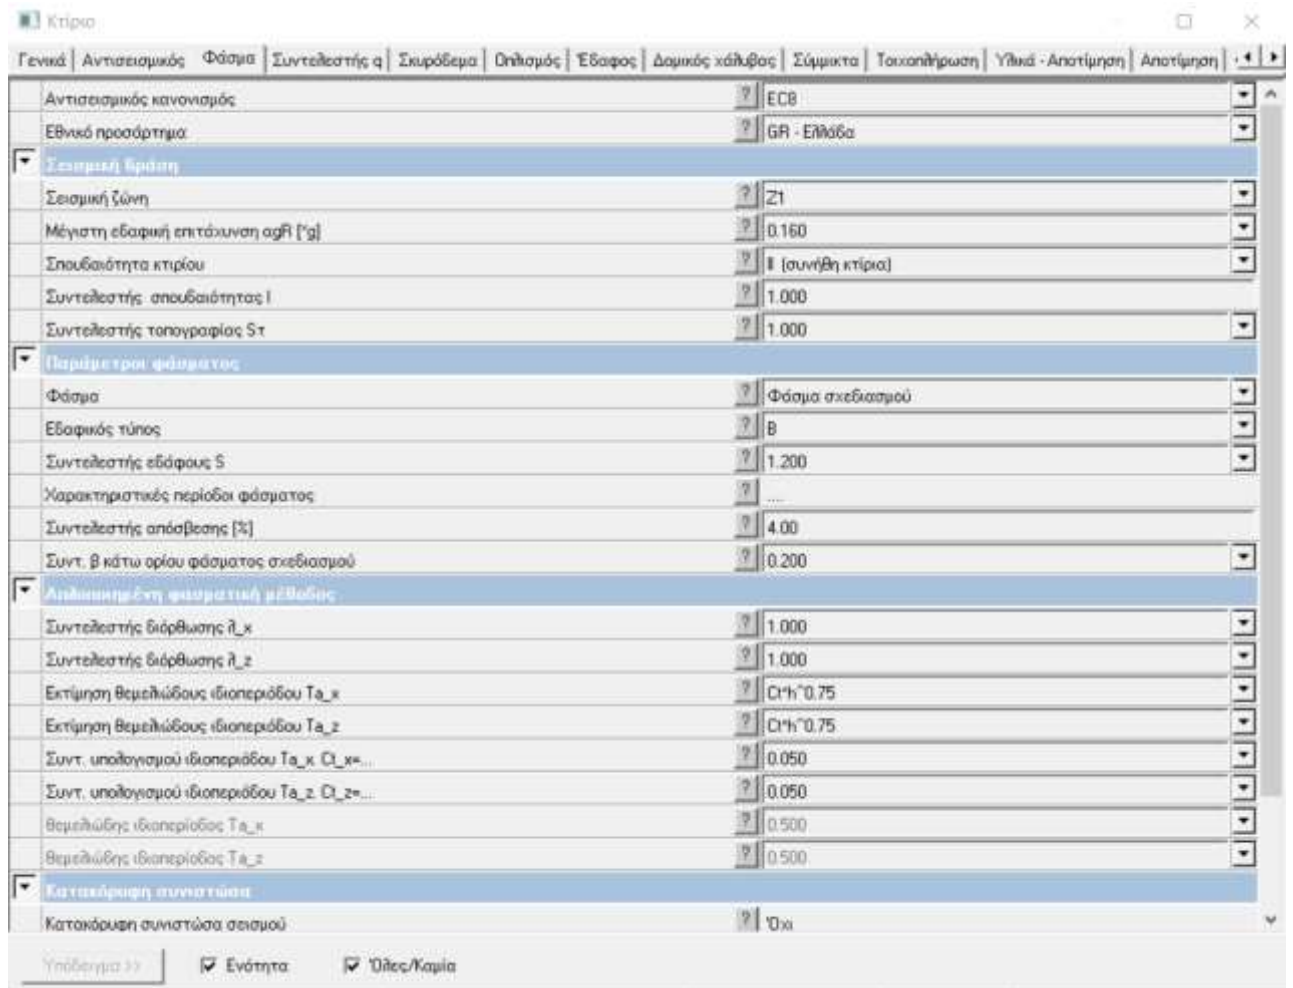 Κτίριο
Γενικά Αντισεισμικός Φάσμα Συντελεστής q Σκυρόδεμα Οπλισμός Έδαφος Δομικός χάλυβας Σύμμικτα Τοιχοπλήρωση Υλικά - Αποτίμηση Αποτίμηση
Αντισεισμικός κανονισμός ? EC8
Εθνικό προσάρτημα ? GR - Ελλάδα
Σεισμική δράση
Σεισμική ζώνη ? Z1
Μέγιστη εδαφική επιτάχυνση agR [*g] ? 0.160
Σπουδαιότητα κτιρίου ? II (συνήθη κτίρια)
Συντελεστής σπουδαιότητας I ? 1.000
Συντελεστής τοπογραφίας Sτ ? 1.000
Παράμετροι φάσματος
Φάσμα ? Φάσμα σχεδιασμού
Εδαφικός τύπος ? B
Συντελεστής εδάφους S ? 1.200
Χαρακτηριστικές περίοδοι φάσματος ? ....
Συντελεστής απόσβεσης [%] ? 4.00
Συντ. β κάτω ορίου φάσματος σχεδιασμού ? 0.200
Απλοποιημένη φασματική μέθοδος
Συντελεστής διόρθωσης λ_x ? 1.000
Συντελεστής διόρθωσης λ_z ? 1.000
Εκτίμηση θεμελιώδους ιδιοπεριόδου Ta_x ? Ct*h^0.75
Εκτίμηση θεμελιώδους ιδιοπεριόδου Ta_z ? Ct*h^0.75
Συντ. υπολογισμού ιδιοπεριόδου Ta_x. Ct_x=... ? 0.050
Συντ. υπολογισμού ιδιοπεριόδου Ta_z. Ct_z=... ? 0.050
Θεμελιώδης ιδιοπερίοδος Ta_x ? 0.500
Θεμελιώδης ιδιοπερίοδος Ta_z ? 0.500
Κατακόρυφη συνιστώσα
Κατακόρυφη συνιστώσα σεισμού ? Όχι
Υπόδειγμα >> Ενότητα Όλες/Καμία